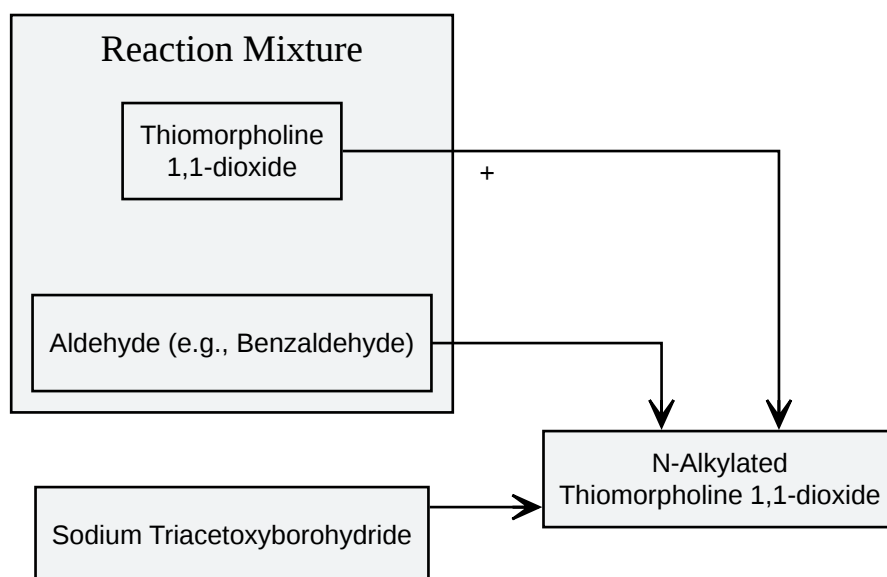 Reaction Mixture
Thiomorpholine
1,1-dioxide
+
Aldehyde (e.g., Benzaldehyde)
N-Alkylated
Thiomorpholine 1,1-dioxide
Sodium Triacetoxyborohydride